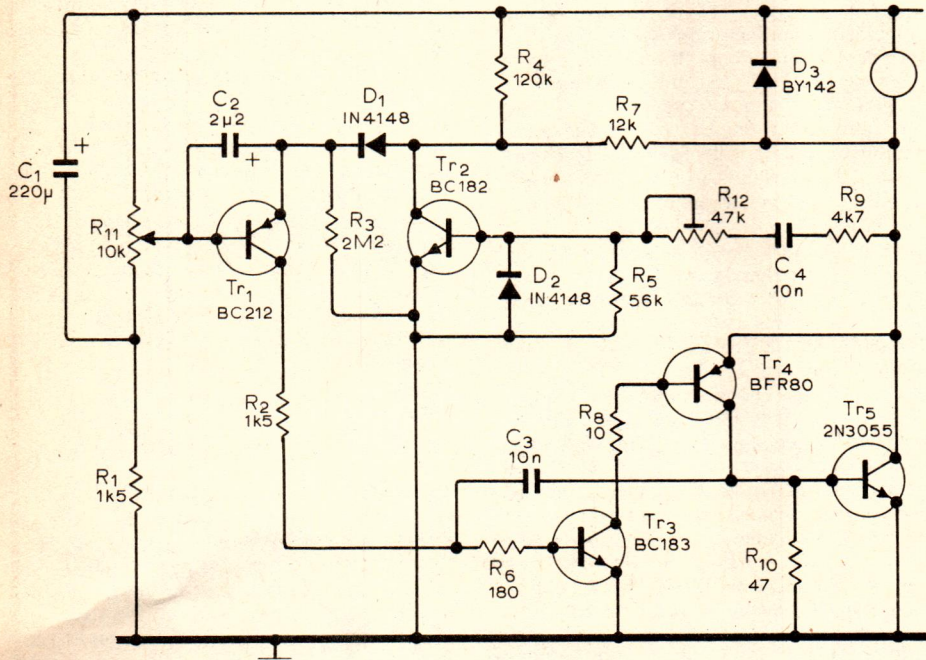 R4
120k
D3
BY142
C2
2µ2
+
D1
IN4148
R7
12k
C1
220µ
+
Tr2
BC182
R11
10k
R3
2M2
R12
47k
R9
4k7
C4
10n
D2
IN4148
R5
56k
Tr1
BC212
Tr4
BFR80
R2
1k5
R8
10
Tr5
2N3055
C3
10n
R1
1k5
Tr3
BC183
R6
180
R10
47